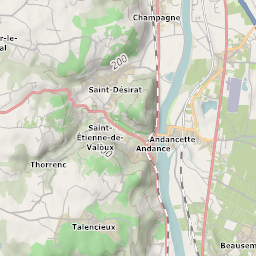 Champagne
200
Saint-Désirat
Saint-
Étienne-de-
Valoux
Andancette
Andance
Thorrenc
Talencieux